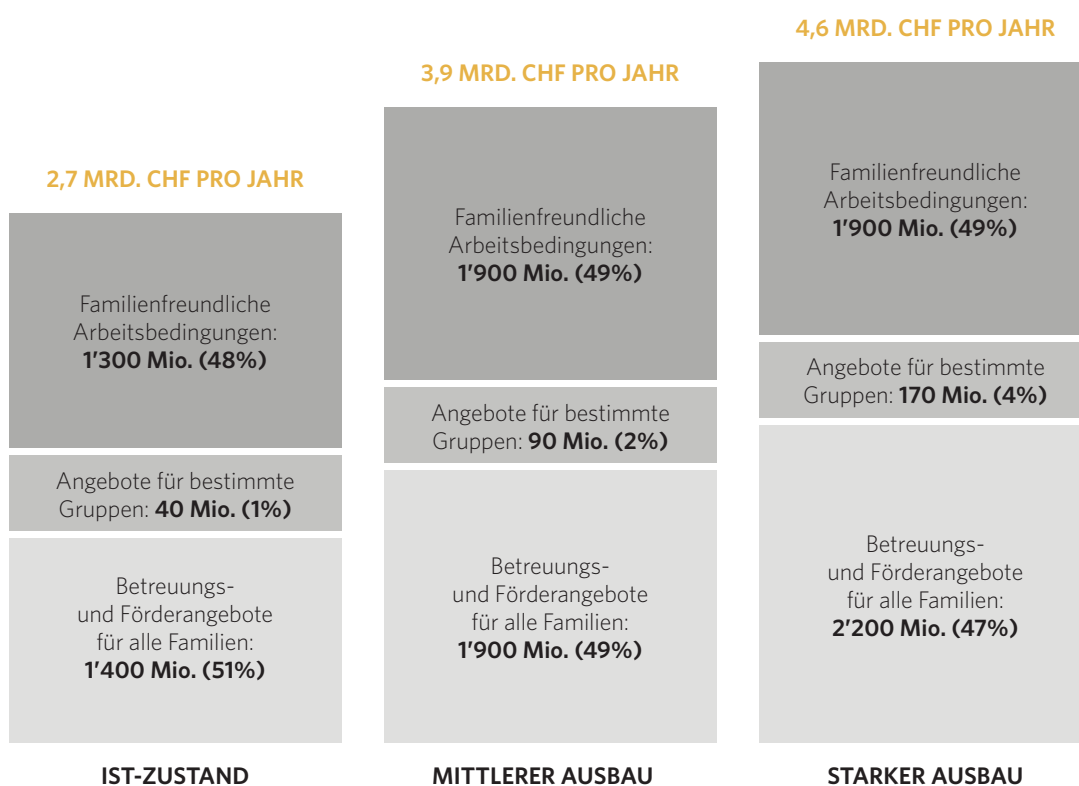 2,7 MRD. CHF PRO JAHR
Familienfreundliche
Arbeitsbedingungen:
1’300 Mio. (48%)
Angebote für bestimmte
Gruppen: 40 Mio. (1%)
Betreuungs-
und Förderangebote
für alle Familien:
1’400 Mio. (51%)
IST-ZUSTAND
3,9 MRD. CHF PRO JAHR
Familienfreundliche
Arbeitsbedingungen:
1’900 Mio. (49%)
Angebote für bestimmte
Gruppen: 90 Mio. (2%)
Betreuungs-
und Förderangebote
für alle Familien:
1’900 Mio. (49%)
MITTLERER AUSBAU
4,6 MRD. CHF PRO JAHR
Familienfreundliche
Arbeitsbedingungen:
1’900 Mio. (49%)
Angebote für bestimmte
Gruppen: 170 Mio. (4%)
Betreuungs-
und Förderangebote
für alle Familien:
2’200 Mio. (47%)
STARKER AUSBAU